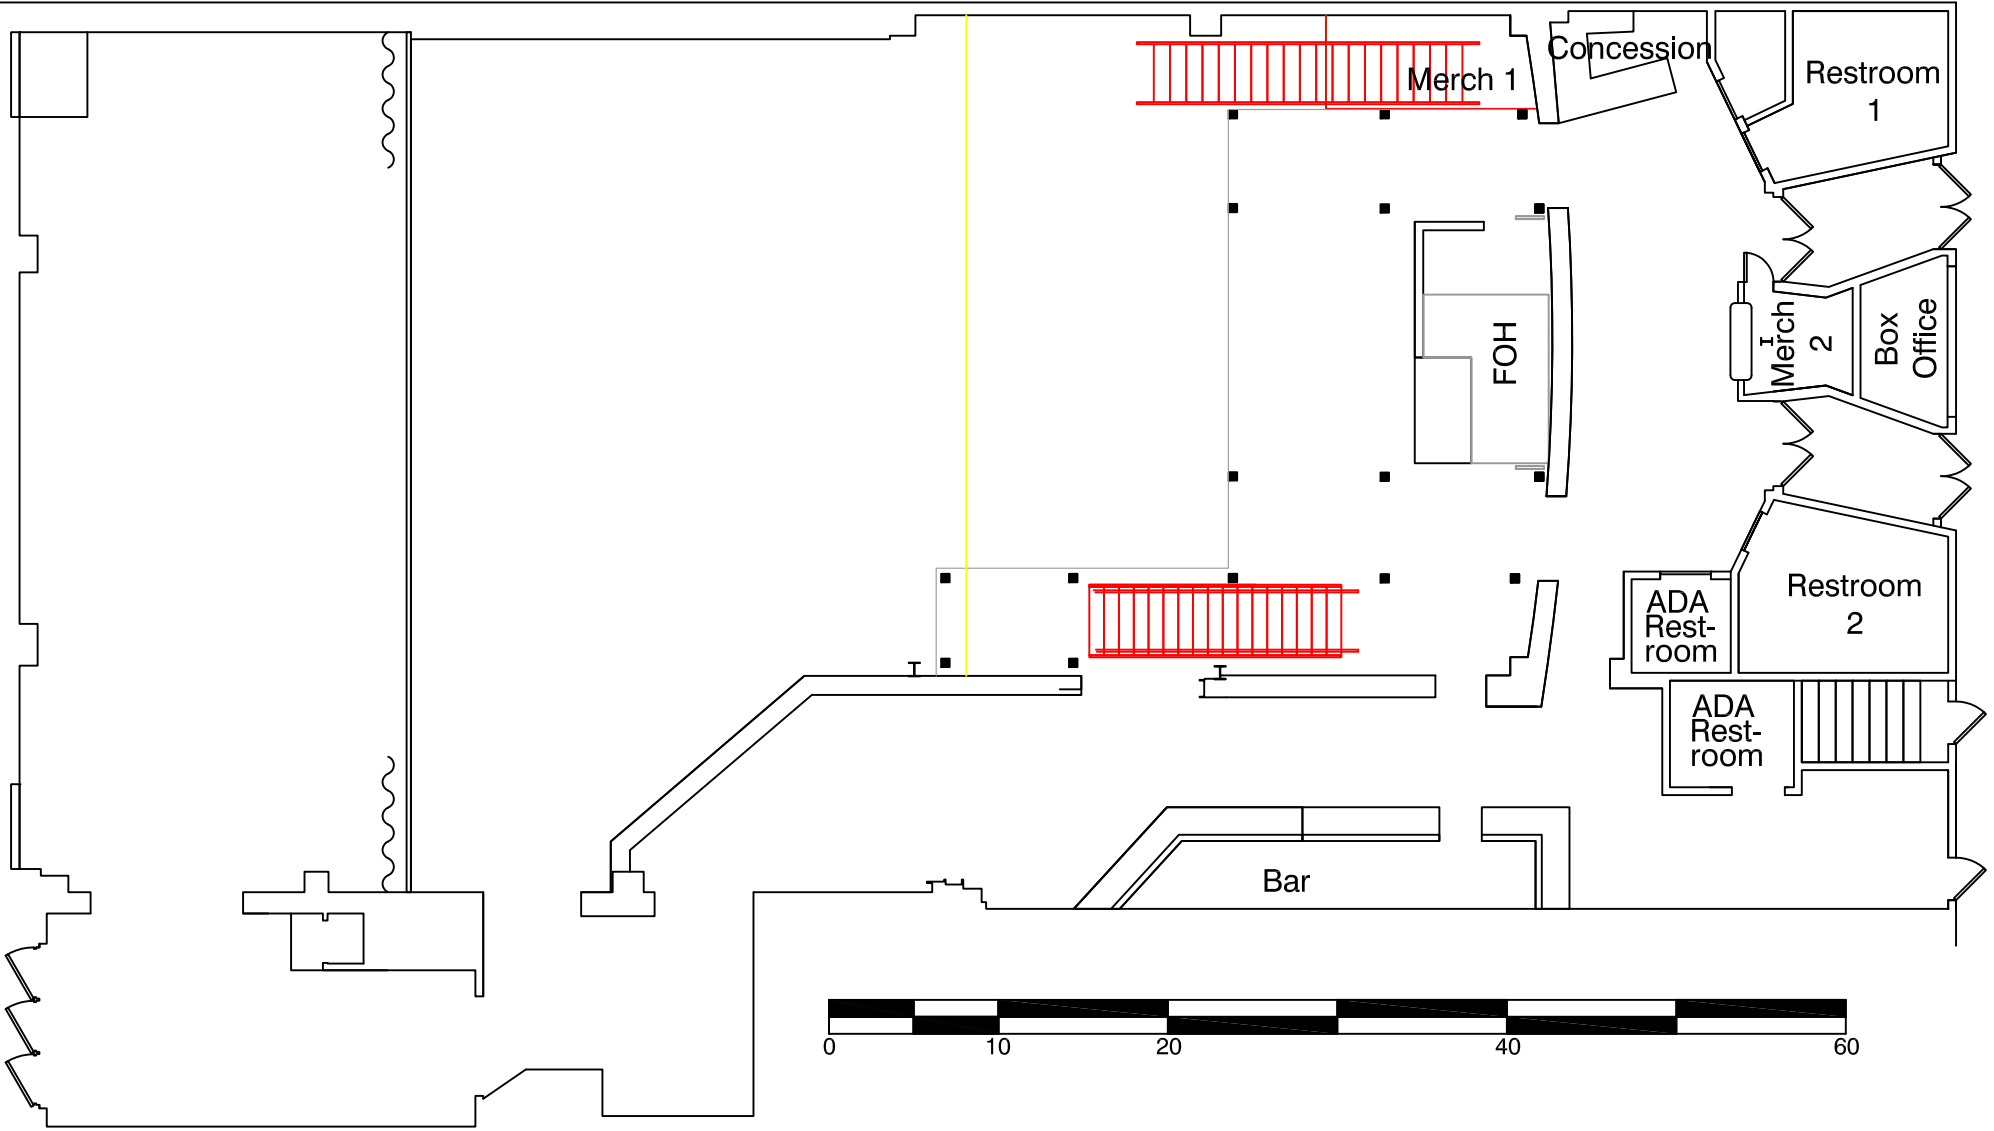 Concession
Merch 1
Restroom
1
FOH
Merch
2
Box
Office
Restroom
2
ADA
Rest-
room
ADA
Rest-
room
Bar
0 10 20 40 60